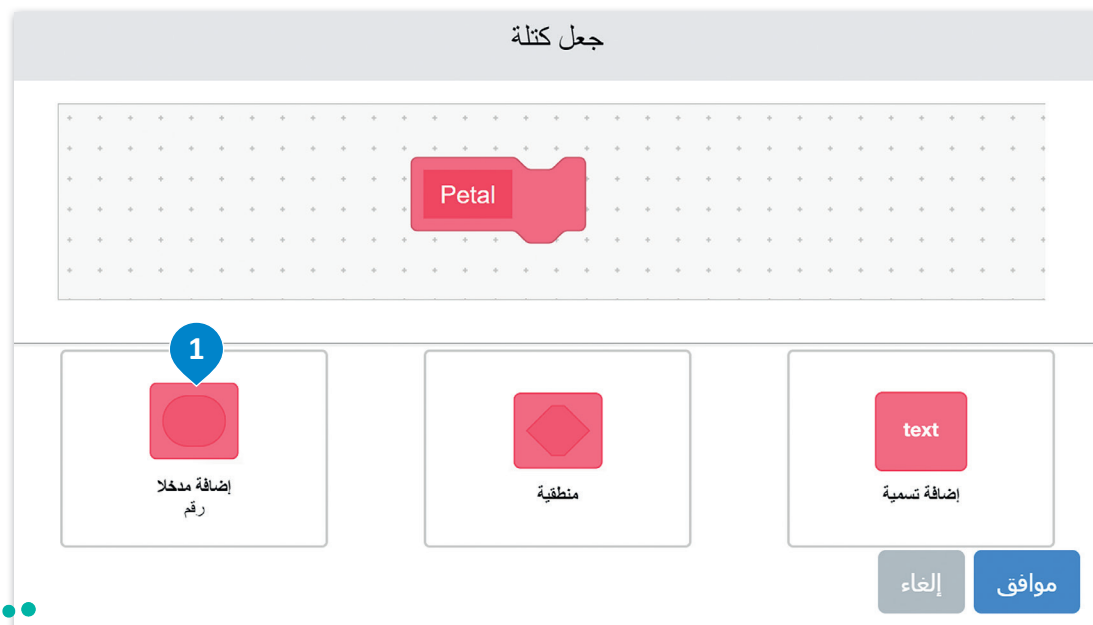 جعل كتلة
Petal
1
إضافة مدخلا
رقم
منطقية
text
إضافة تسمية
موافق
إلغاء